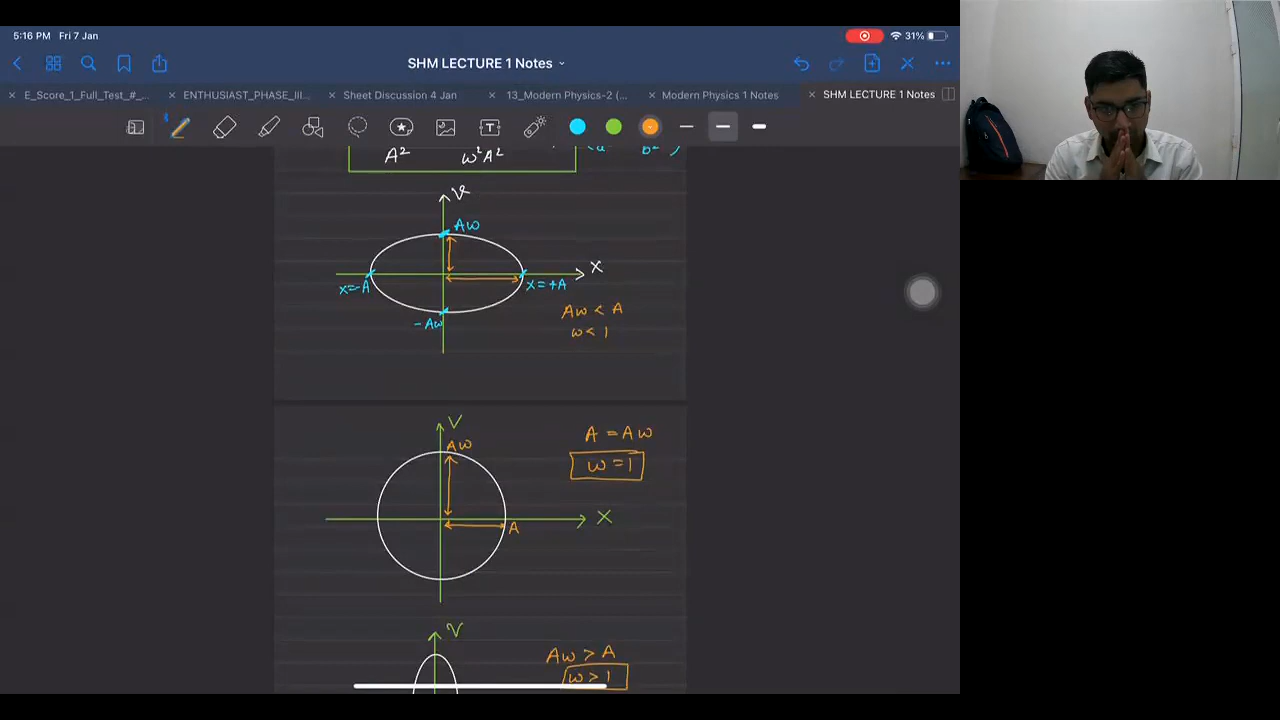 5:16 PM Fri 7 Jan
31%
SHM LECTURE 1 Notes
E_Score_1_Full_Test_#_...
ENTHUSIAST_PHASE_III...
Sheet Discussion 4 Jan
13_Modern Physics-2 (...
Modern Physics 1 Notes
SHM LECTURE 1 Notes
A² ω²A²
v
Aω
x
x=-A
x=+A
-Aω
Aω < A
ω < 1
V
Aω
A = Aω
ω = 1
X
A
V
Aω > A
ω > 1